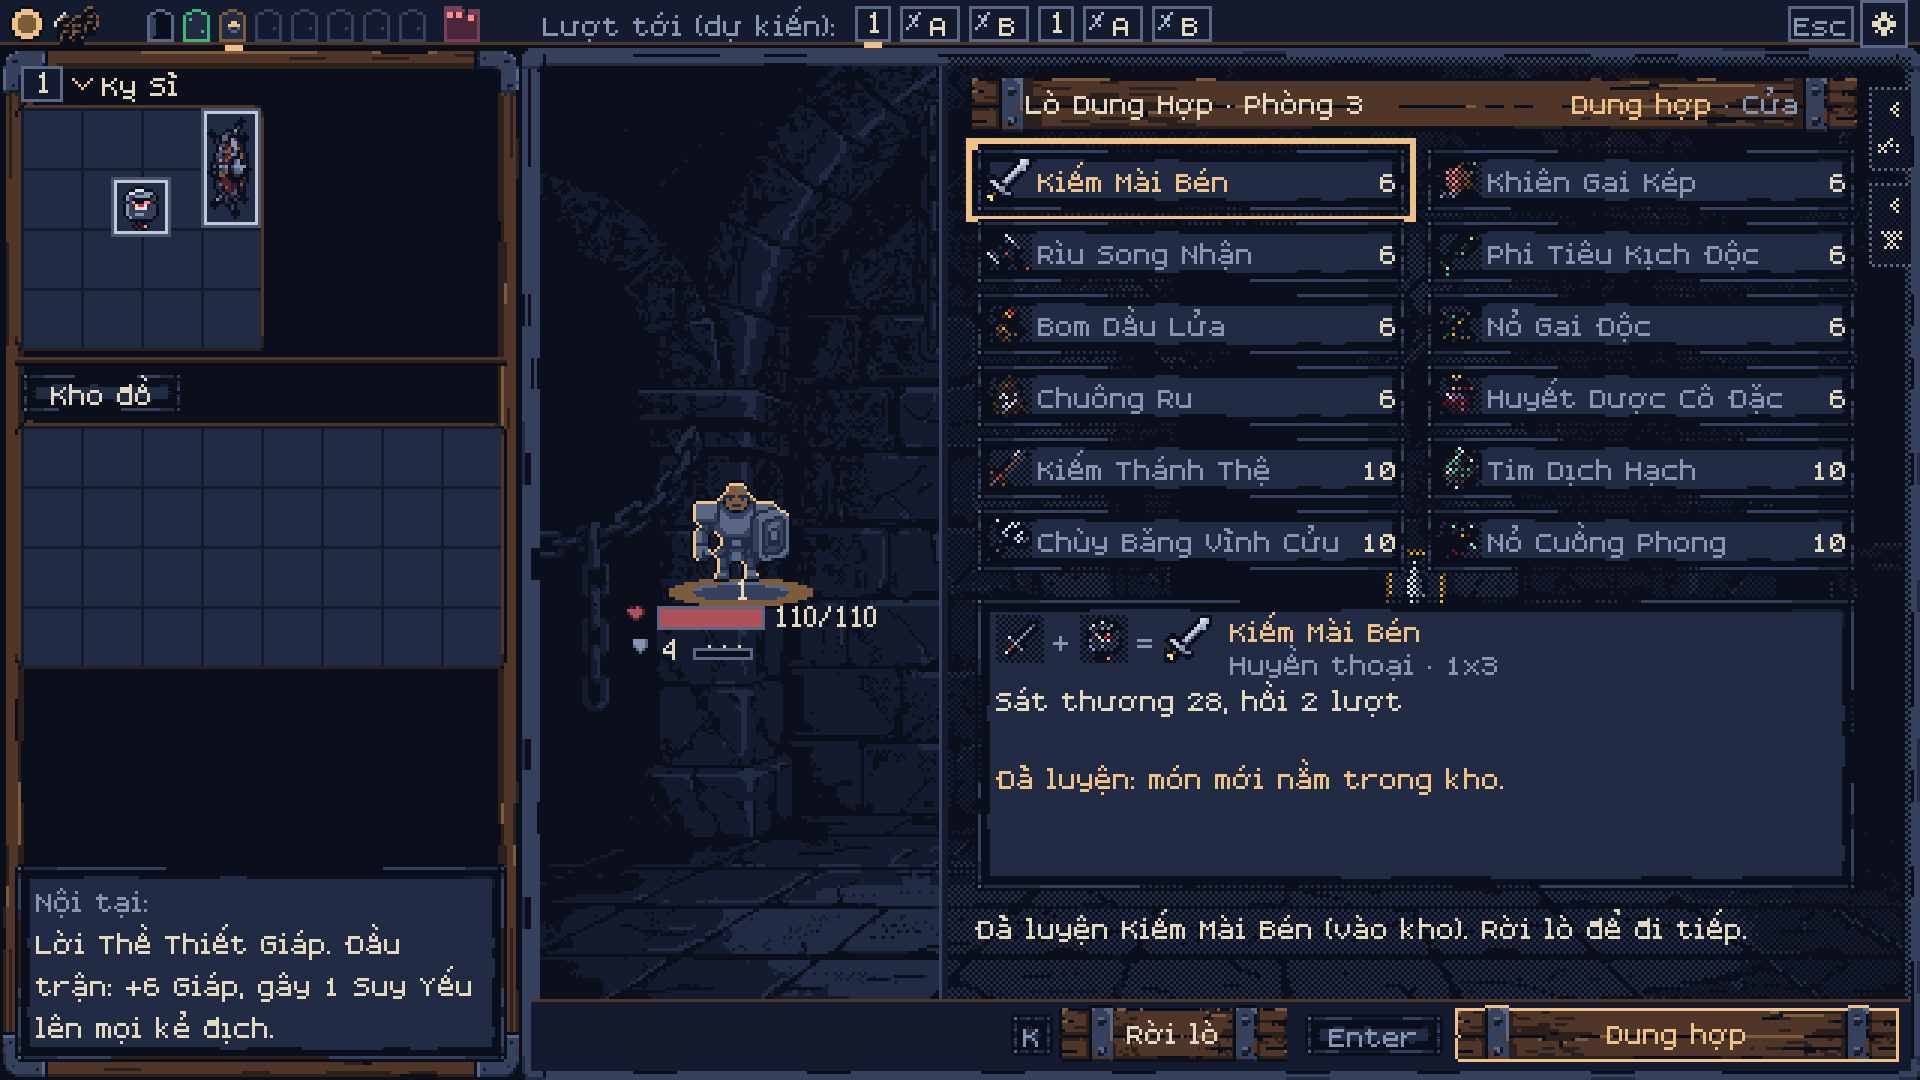 Lượt tới (dự kiến): 1 A B 1 A B
Esc
1 Kỵ Sĩ
Kho đồ
Nội tại:
Lời Thề Thiết Giáp. Đầu
trận: +6 Giáp, gây 1 Suy Yếu
lên mọi kẻ địch.
1
110/110
4
Lò Dung Hợp · Phòng 3
Dung hợp · Cửa
Kiếm Mài Bén 6
Khiên Gai Kép 6
Rìu Song Nhận 6
Phi Tiêu Kịch Độc 6
Bom Dầu Lửa 6
Nỏ Gai Độc 6
Chuông Ru 6
Huyết Dược Cô Đặc 6
Kiếm Thánh Thệ 10
Tim Dịch Hạch 10
Chùy Băng Vĩnh Cửu 10
Nỏ Cuồng Phong 10
+ = Kiếm Mài Bén
Huyền thoại · 1x3
Sát thương 28, hồi 2 lượt
Đã luyện: món mới nằm trong kho.
Đã luyện Kiếm Mài Bén (vào kho). Rời lò để đi tiếp.
K Rời lò Enter Dung hợp